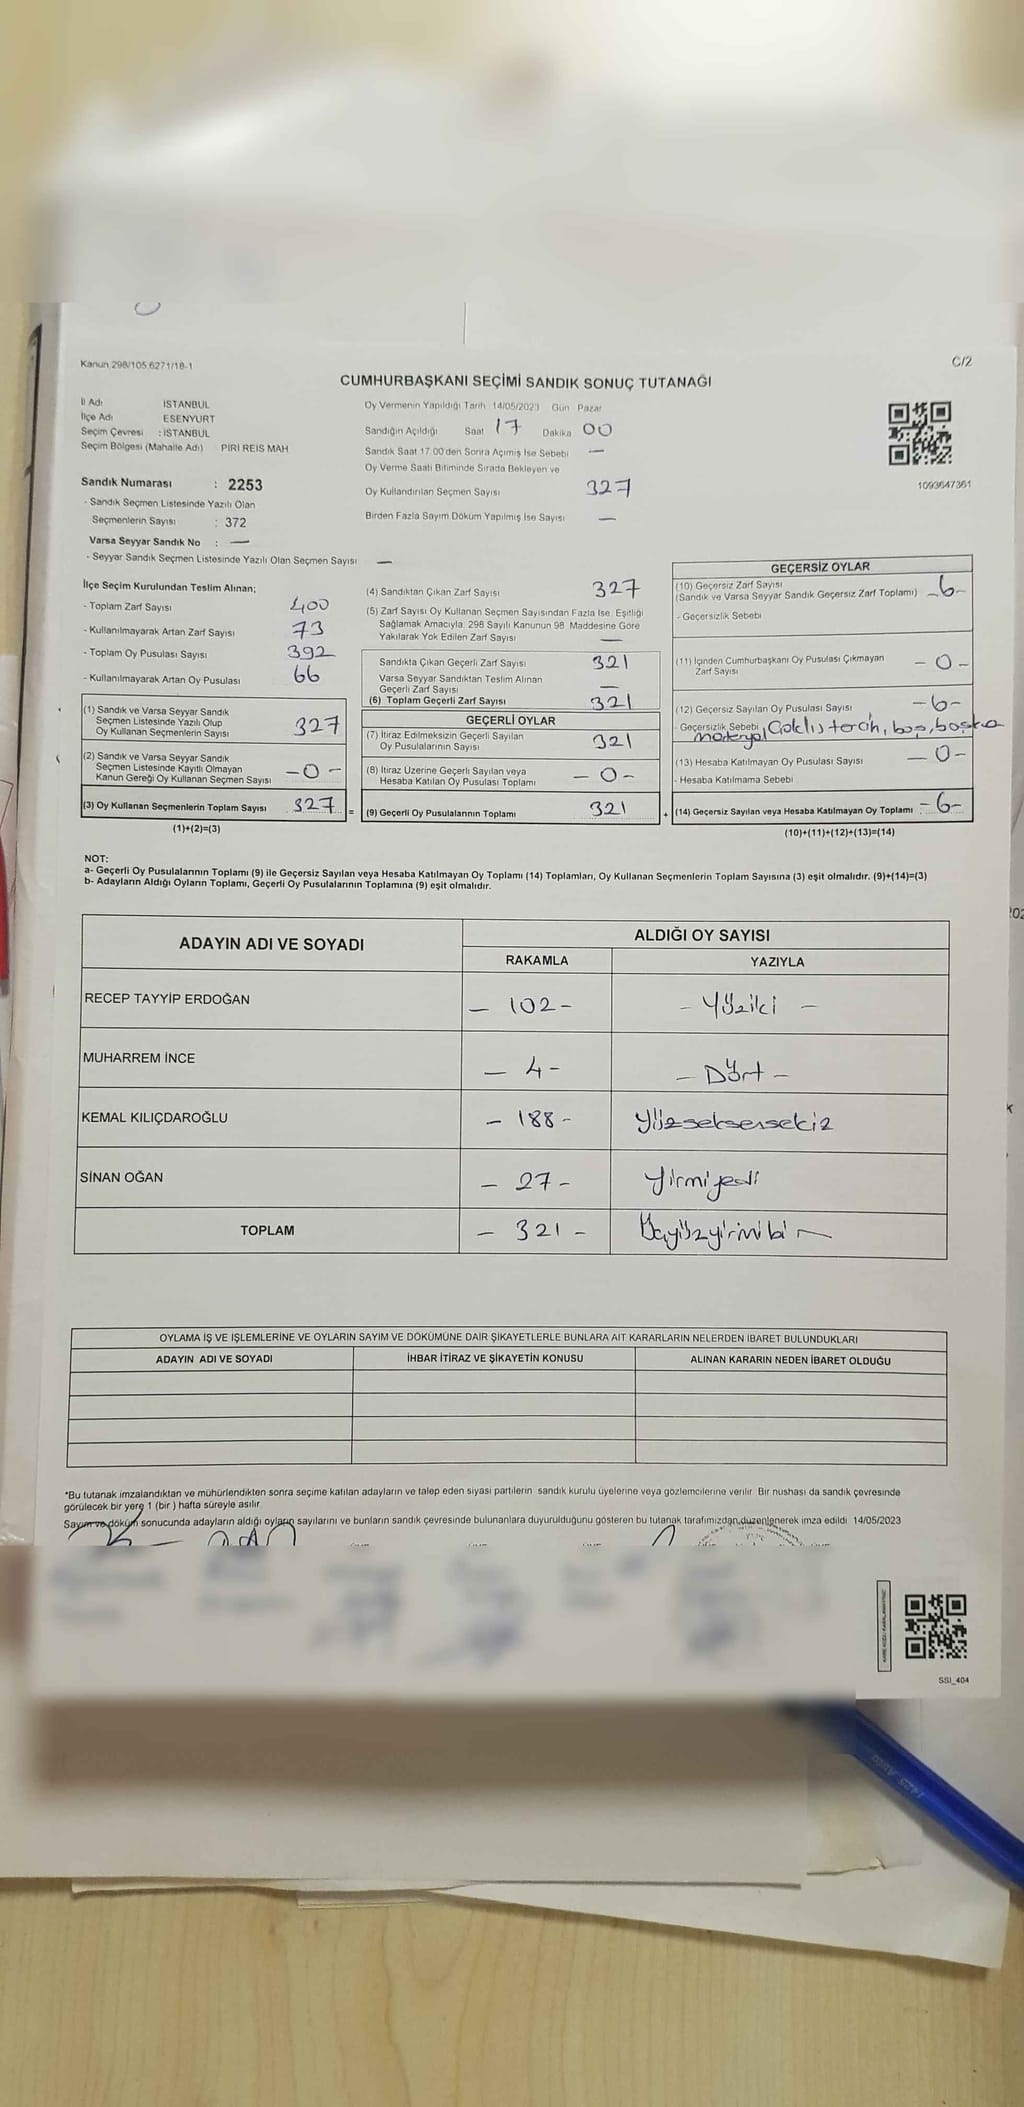 Kanun 298/105,6271/18-1
C/2
CUMHURBAŞKANI SEÇİMİ SANDIK SONUÇ TUTANAĞI
İl Adı İSTANBUL
İlçe Adı ESENYURT
Seçim Çevresi : İSTANBUL
Seçim Bölgesi (Mahalle Adı) PİRİ REİS MAH
Sandık Numarası : 2253
- Sandık Seçmen Listesinde Yazılı Olan
Seçmenlerin Sayısı : 372
Varsa Seyyar Sandık No : —
- Seyyar Sandık Seçmen Listesinde Yazılı Olan Seçmen Sayısı —
Oy Vermenin Yapıldığı Tarih 14/05/2023 Gün Pazar
Sandığın Açıldığı Saat 17 Dakika 00
Sandık Saat 17:00'den Sonra Açımış İse Sebebi —
Oy Verme Saati Bitiminde Sırada Bekleyen ve
Oy Kullandırılan Seçmen Sayısı 327
Birden Fazla Sayım Döküm Yapılmış İse Sayısı —
1093647361
İlçe Seçim Kurulundan Teslim Alınan;
- Toplam Zarf Sayısı 400
- Kullanılmayarak Artan Zarf Sayısı 73
- Toplam Oy Pusulası Sayısı 392
- Kullanılmayarak Artan Oy Pusulası 66
(1) Sandık ve Varsa Seyyar Sandık
Seçmen Listesinde Yazılı Olup
Oy Kullanan Seçmenlerin Sayısı 327
(2) Sandık ve Varsa Seyyar Sandık
Seçmen Listesinde Kayıtlı Olmayan
Kanun Gereği Oy Kullanan Seçmen Sayısı -0-
(3) Oy Kullanan Seçmenlerin Toplam Sayısı 327 =
(1)+(2)=(3)
(4) Sandıktan Çıkan Zarf Sayısı 327
(5) Zarf Sayısı Oy Kullanan Seçmen Sayısından Fazla İse, Eşitliği
Sağlamak Amacıyla, 298 Sayılı Kanunun 98. Maddesine Göre
Yakılarak Yok Edilen Zarf Sayısı —
Sandıkta Çıkan Geçerli Zarf Sayısı 321
Varsa Seyyar Sandıktan Teslim Alınan
Geçerli Zarf Sayısı —
(6) Toplam Geçerli Zarf Sayısı 321
GEÇERLİ OYLAR
(7) İtiraz Edilmeksizin Geçerli Sayılan
Oy Pusulalarının Sayısı 321
(8) İtiraz Üzerine Geçerli Sayılan veya
Hesaba Katılan Oy Pusulası Toplamı -0-
(9) Geçerli Oy Pusulalarının Toplamı 321 +
GEÇERSİZ OYLAR
(10) Geçersiz Zarf Sayısı
(Sandık ve Varsa Seyyar Sandık Geçersiz Zarf Toplamı) -6-
- Geçersizlik Sebebi
(11) İçinden Cumhurbaşkanı Oy Pusulası Çıkmayan
Zarf Sayısı -0-
(12) Geçersiz Sayılan Oy Pusulası Sayısı -6-
- Geçersizlik Sebebi Çoklu tercih, boş, başka
materyal
(13) Hesaba Katılmayan Oy Pusulası Sayısı -0-
- Hesaba Katılmama Sebebi
(14) Geçersiz Sayılan veya Hesaba Katılmayan Oy Toplamı -6-
(10)+(11)+(12)+(13)=(14)
NOT:
a- Geçerli Oy Pusulalarının Toplamı (9) ile Geçersiz Sayılan veya Hesaba Katılmayan Oy Toplamı (14) Toplamları, Oy Kullanan Seçmenlerin Toplam Sayısına (3) eşit olmalıdır. (9)+(14)=(3)
b- Adayların Aldığı Oyların Toplamı, Geçerli Oy Pusulalarının Toplamına (9) eşit olmalıdır.
ADAYIN ADI VE SOYADI
ALDIĞI OY SAYISI
RAKAMLA YAZIYLA
RECEP TAYYİP ERDOĞAN - 102 - - Yüziki -
MUHARREM İNCE - 4 - - Dört -
KEMAL KILIÇDAROĞLU - 188 - Yüzseksensekiz
SİNAN OĞAN - 27 - Yirmiyedi
TOPLAM - 321 - Üçyüzyirmibir
OYLAMA İŞ VE İŞLEMLERİNE VE OYLARIN SAYIM VE DÖKÜMÜNE DAİR ŞİKAYETLERLE BUNLARA AİT KARARLARIN NELERDEN İBARET BULUNDUKLARI
ADAYIN ADI VE SOYADI İHBAR İTİRAZ VE ŞİKAYETİN KONUSU ALINAN KARARIN NEDEN İBARET OLDUĞU
*Bu tutanak imzalandıktan ve mühürlendikten sonra seçime katılan adayların ve talep eden siyasi partilerin sandık kurulu üyelerine veya gözlemcilerine verilir. Bir nüshası da sandık çevresinde
görülecek bir yere 1 (bir ) hafta süreyle asılır.
Sayım ve döküm sonucunda adayların aldığı oyların sayılarını ve bunların sandık çevresinde bulunanlara duyurulduğunu gösteren bu tutanak tarafımızdan düzenlenerek imza edildi. 14/05/2023
SSI_404